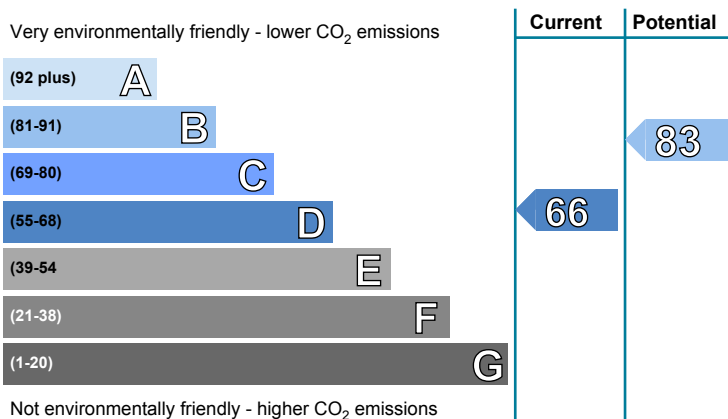 Current Potential
Very environmentally friendly - lower CO2 emissions
(92 plus) A
(81-91) B
83
(69-80) C
(55-68) D
66
(39-54 E
(21-38) F
(1-20) G
Not environmentally friendly - higher CO2 emissions